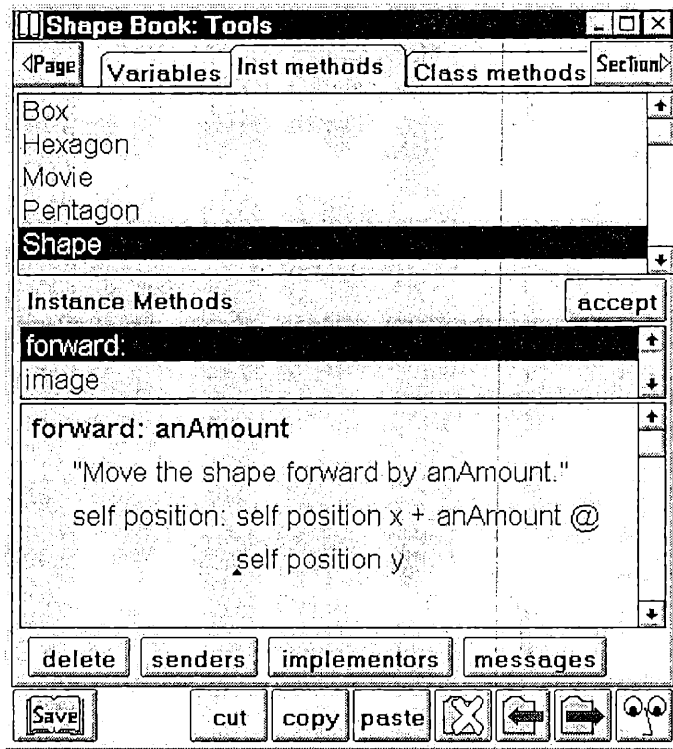 Shape Book: Tools
Page
Variables
Inst methods
Class methods
Section
Box
Hexagon
Movie
Pentagon
Shape
Instance Methods
accept
forward:
image
forward: anAmount
"Move the shape forward by anAmount."
self position: self position x + anAmount @
self position y
delete senders implementors messages
Save cut copy paste